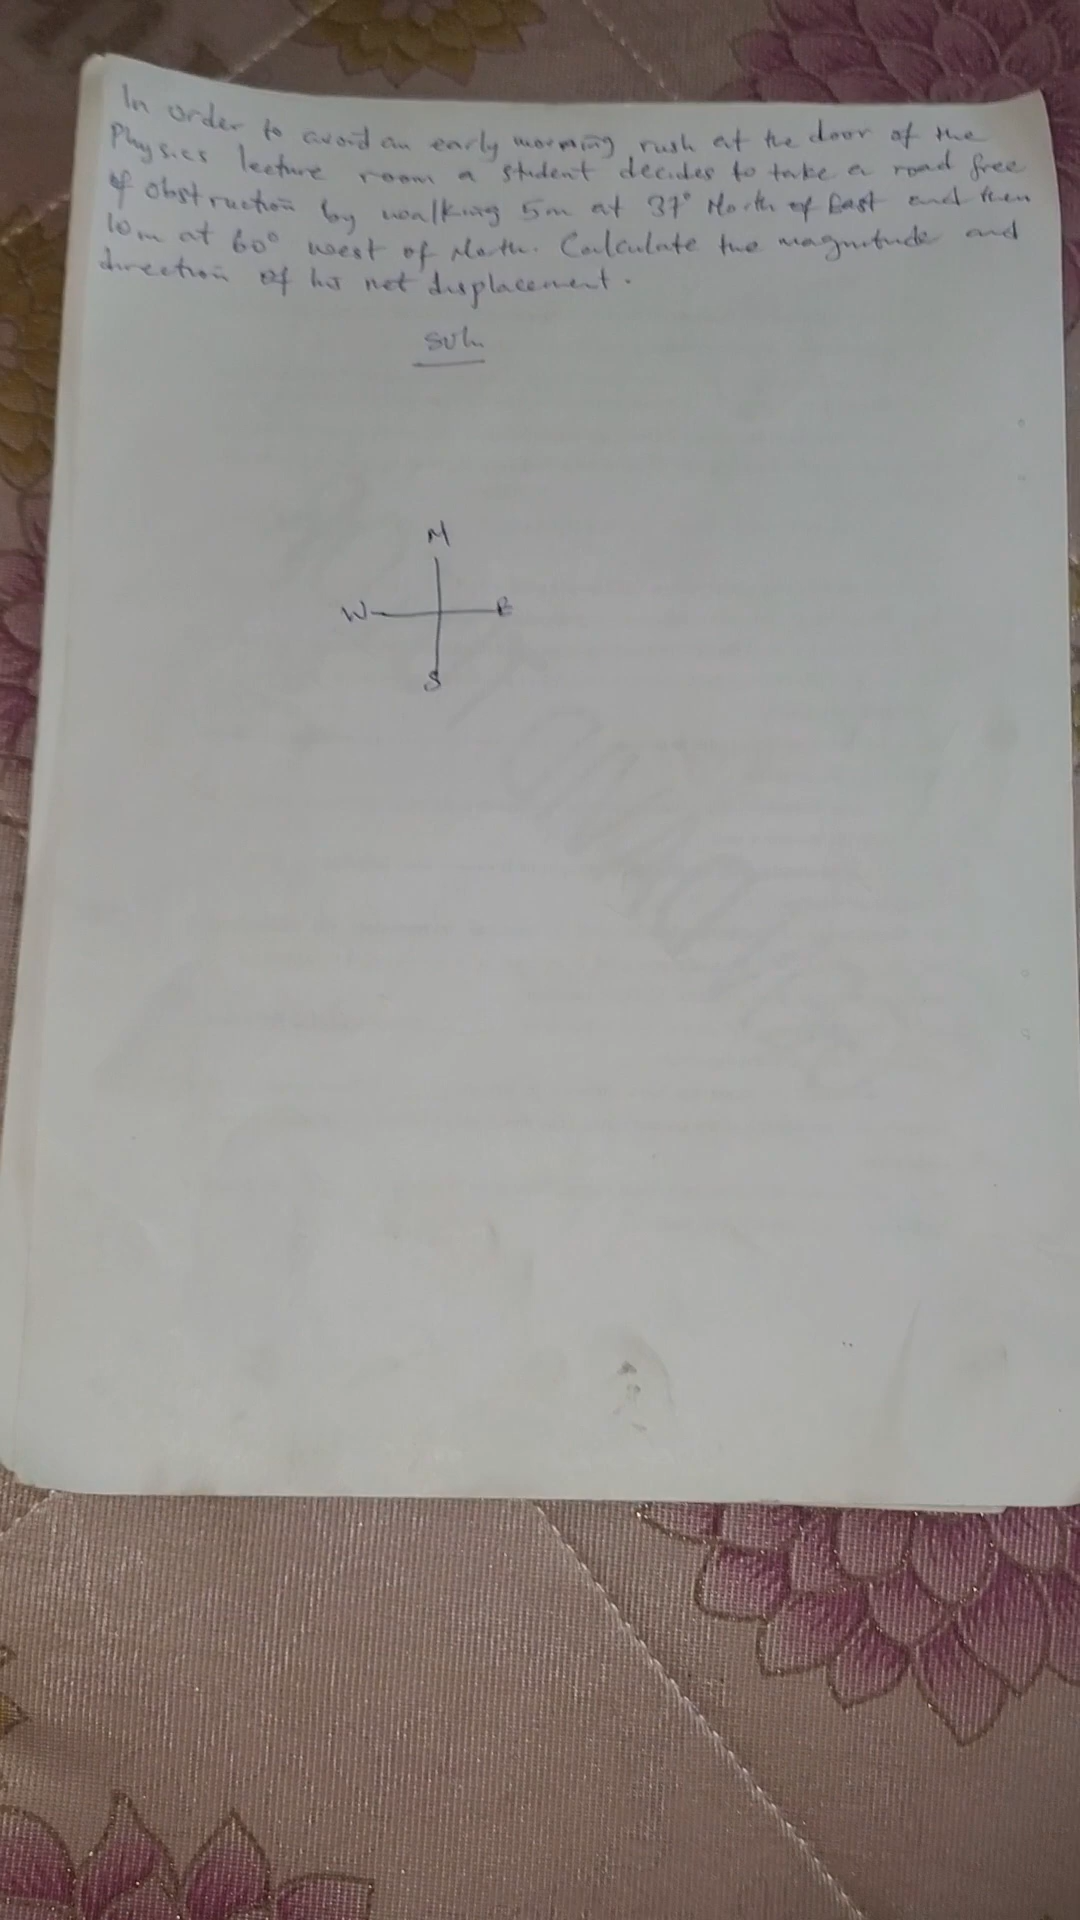 In order to avoid an early morning rush at the door of the
Physics lecture room a student decides to take a road free
of obstruction by walking 5m at 37° North of East and then
10m at 60° west of North. Calculate the magnitude and
direction of his net displacement.
Soln
N
W E
S